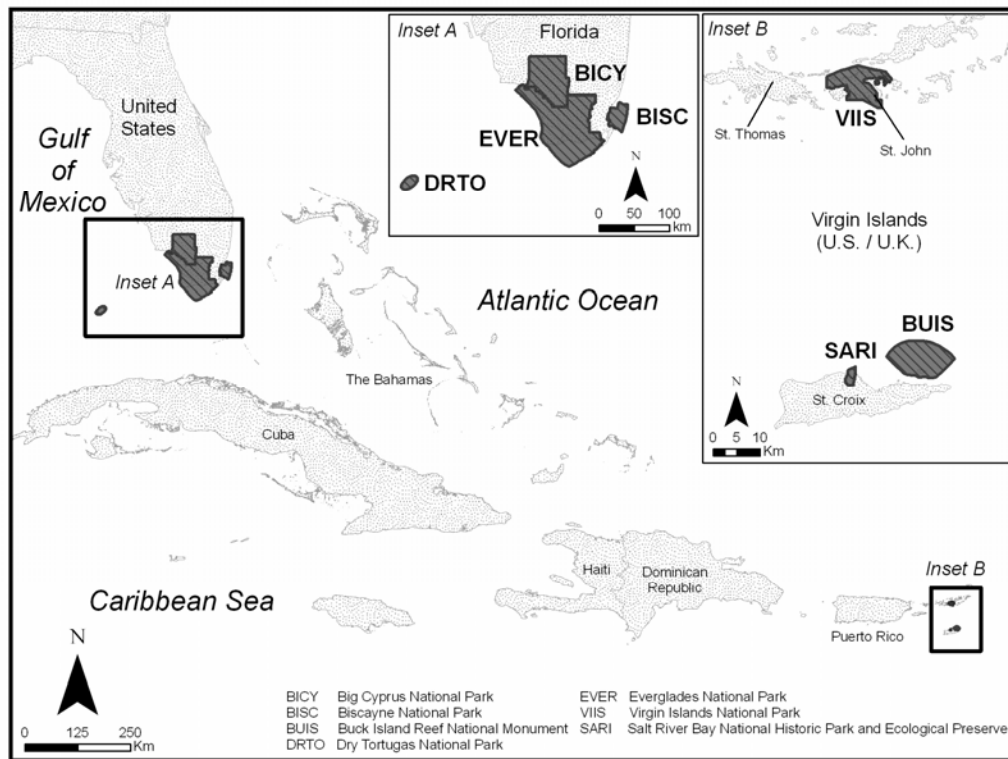 United
States
Gulf
of
Mexico
Inset A
Atlantic Ocean
The Bahamas
Cuba
Caribbean Sea
Haiti
Dominican
Republic
Puerto Rico
Inset B
N
0 125 250
Km
Inset A
Florida
BICY
BISC
EVER
DRTO
N
0 50 100
km
Inset B
St. Thomas
VIIS
St. John
Virgin Islands
(U.S. / U.K.)
BUIS
SARI
St. Croix
N
0 5 10
Km
BICY Big Cyprus National Park
BISC Biscayne National Park
BUIS Buck Island Reef National Monument
DRTO Dry Tortugas National Park
EVER Everglades National Park
VIIS Virgin Islands National Park
SARI Salt River Bay National Historic Park and Ecological Preserve